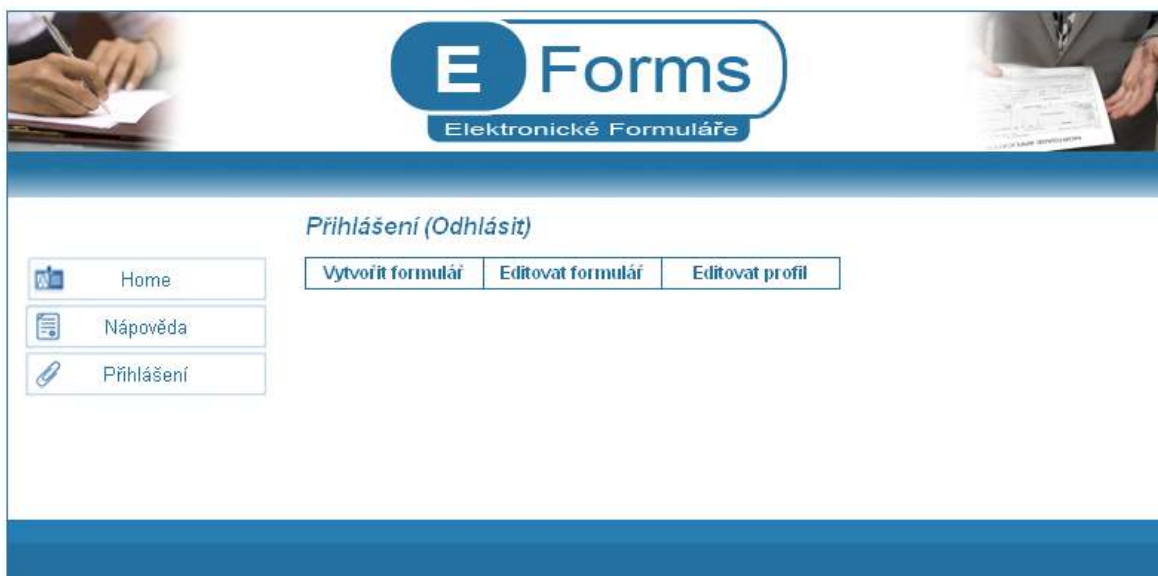 E Forms
Elektronické Formuláře
Přihlášení (Odhlásit)
Home
Nápověda
Přihlášení
Vytvořit formulář Editovat formulář Editovat profil